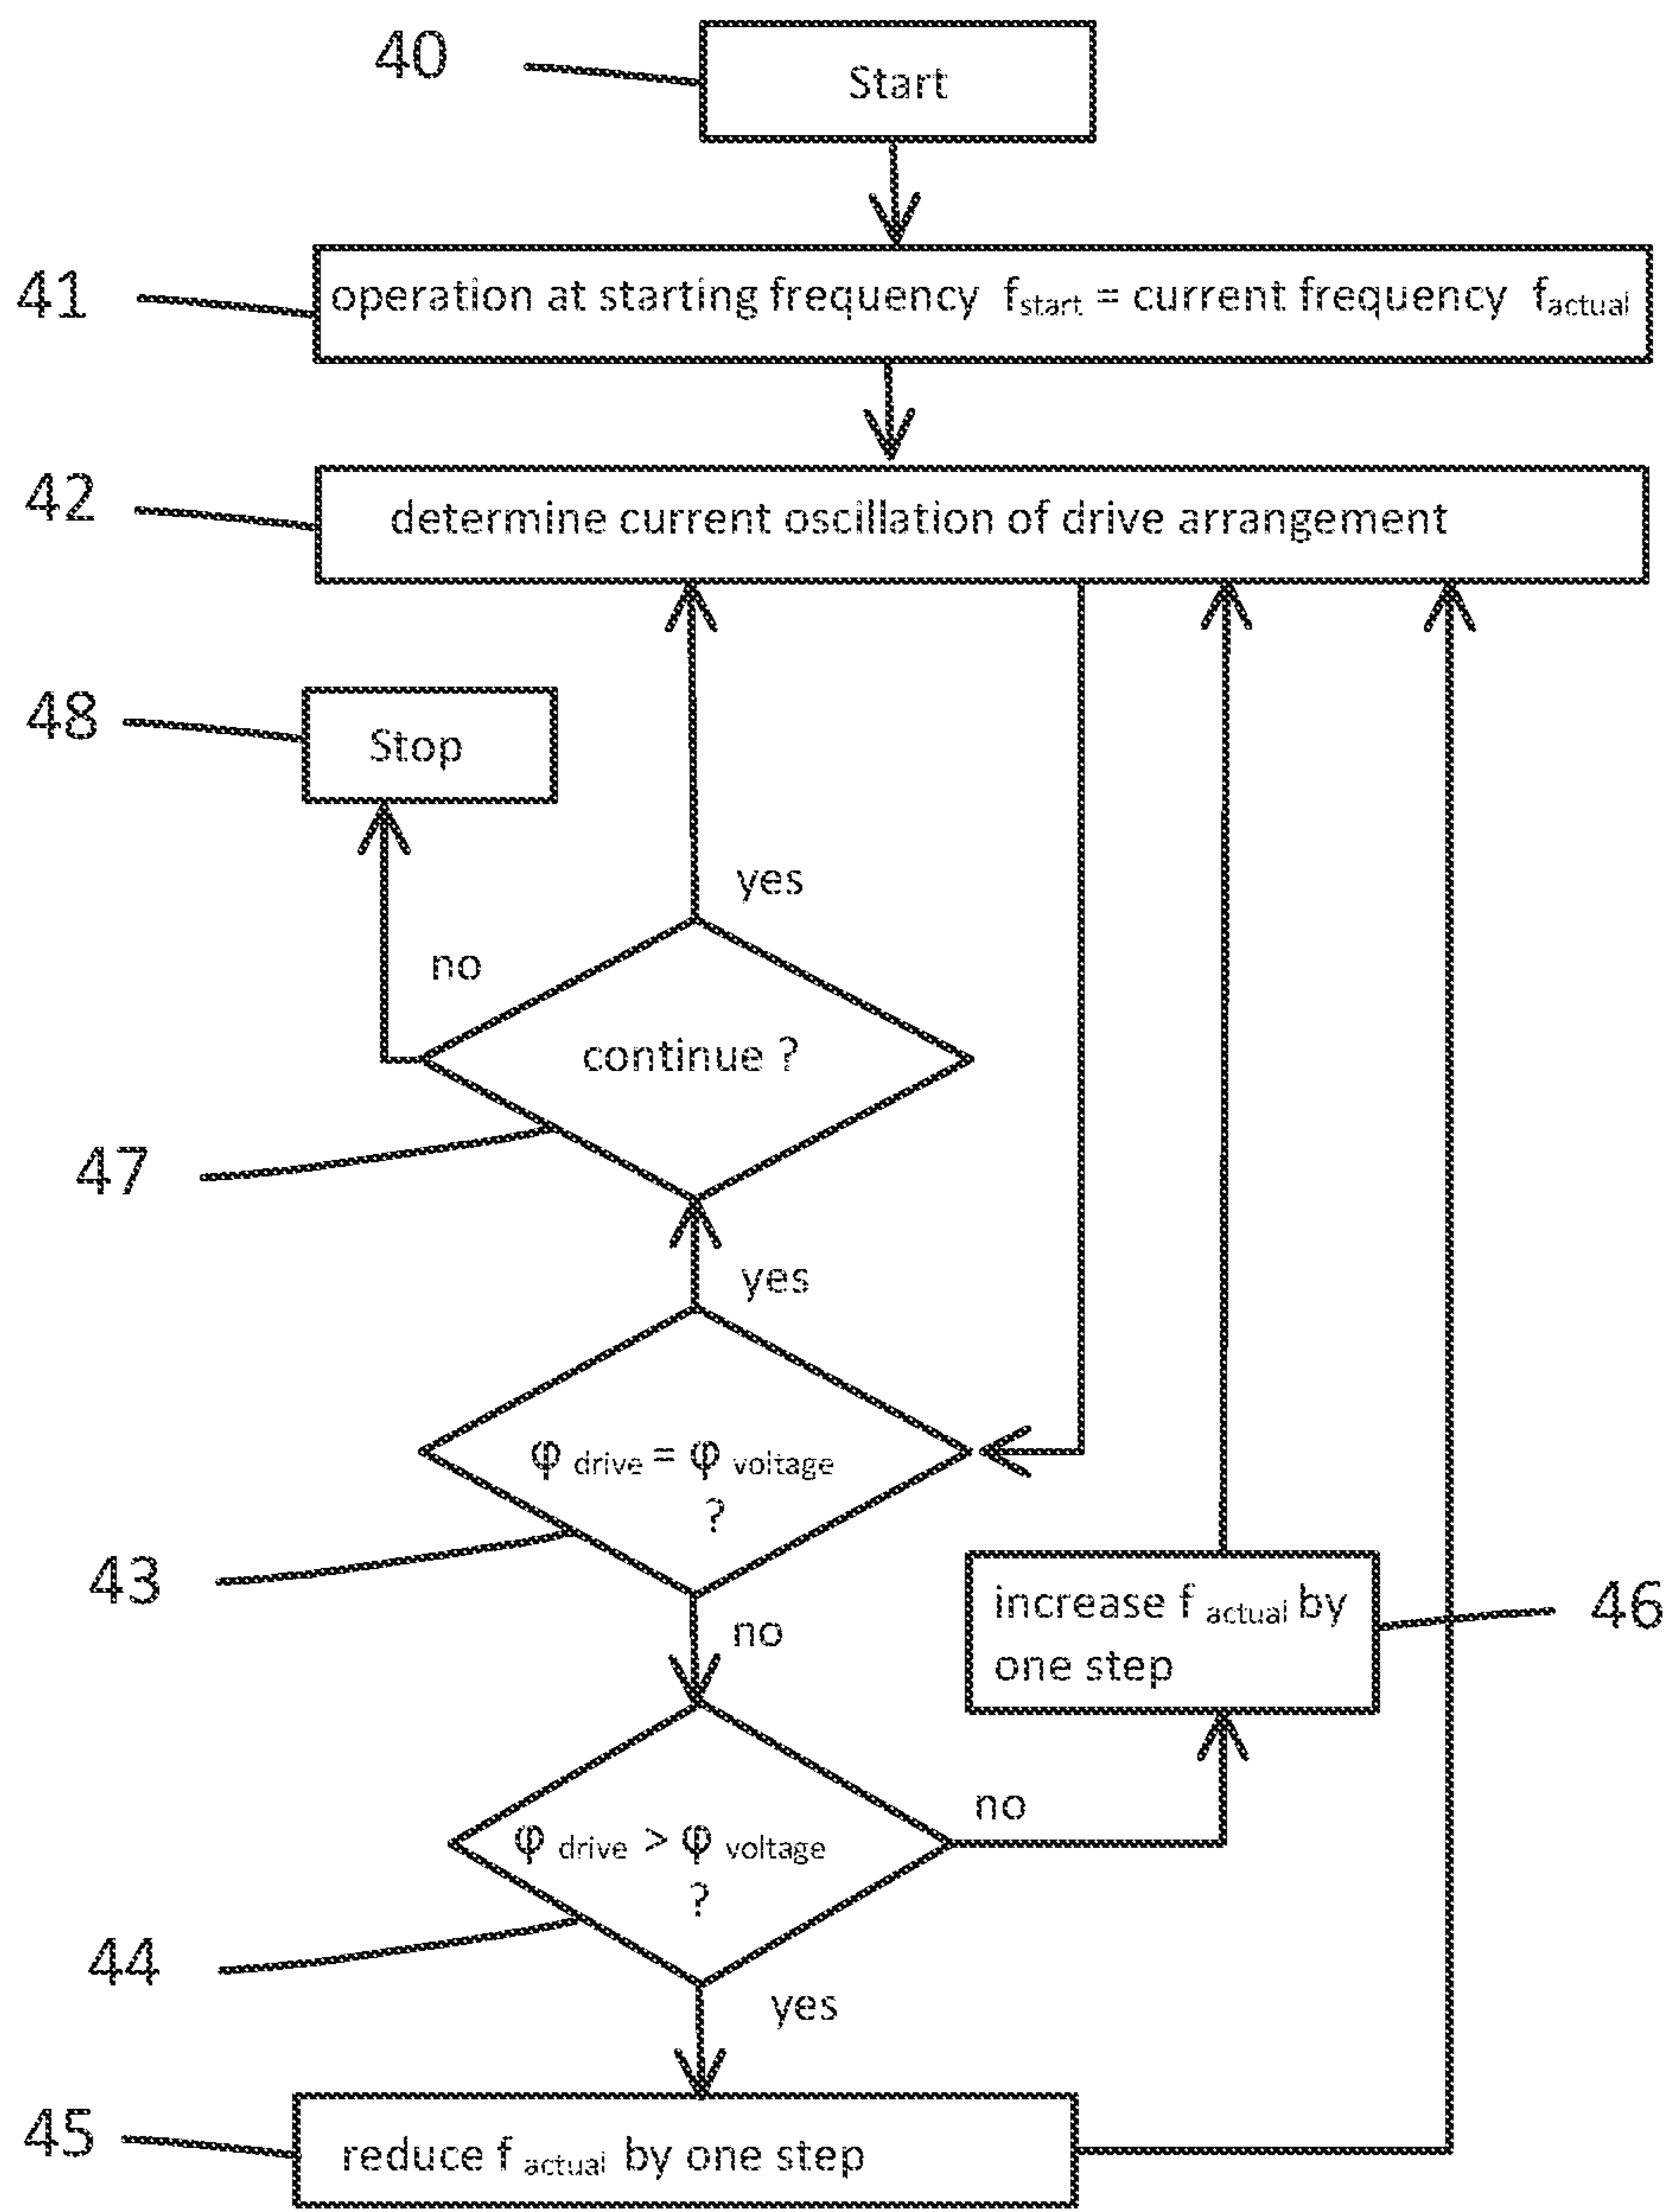 40
Start
41
operation at starting frequency fstart = current frequency factual
42
determine current oscillation of drive arrangement
48
Stop
yes
no
continue ?
47
yes
φ drive = φ voltage
?
43
no
increase f actual by
one step
46
no
φ drive > φ voltage
?
44
yes
45
reduce f actual by one step